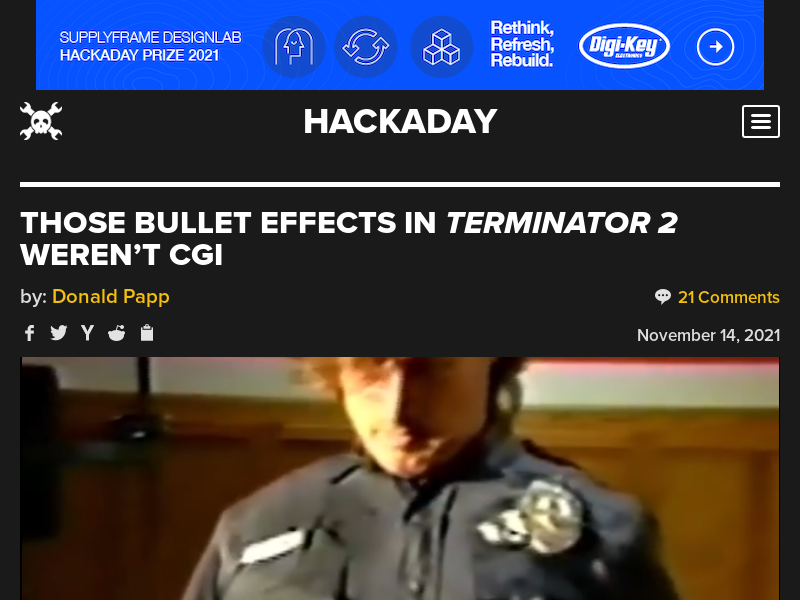 SUPPLYFRAME DESIGNLAB
HACKADAY PRIZE 2021
Rethink,
Refresh,
Rebuild.
Digi-Key
ELECTRONICS
HACKADAY
THOSE BULLET EFFECTS IN TERMINATOR 2
WEREN’T CGI
by: Donald Papp
21 Comments
November 14, 2021